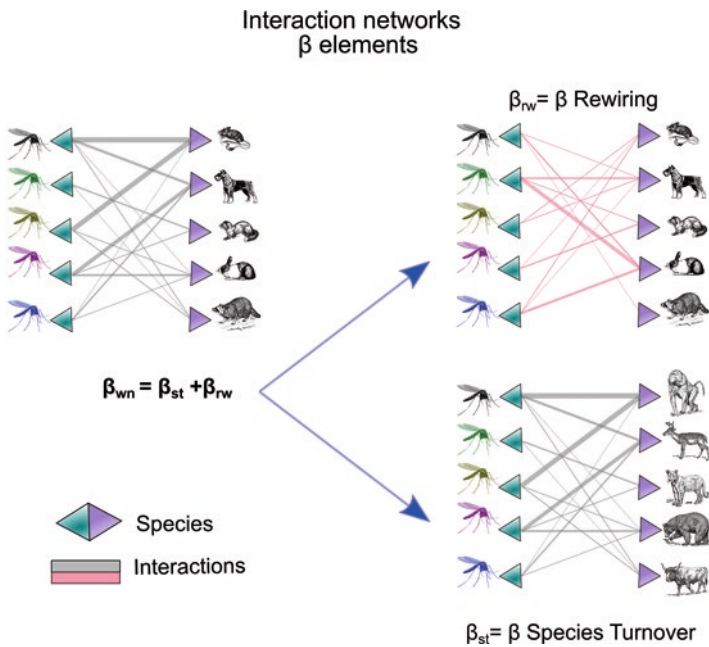 Interaction networks
β elements
βrw= β Rewiring
βwn = βst +βrw
Species
Interactions
βst= β Species Turnover